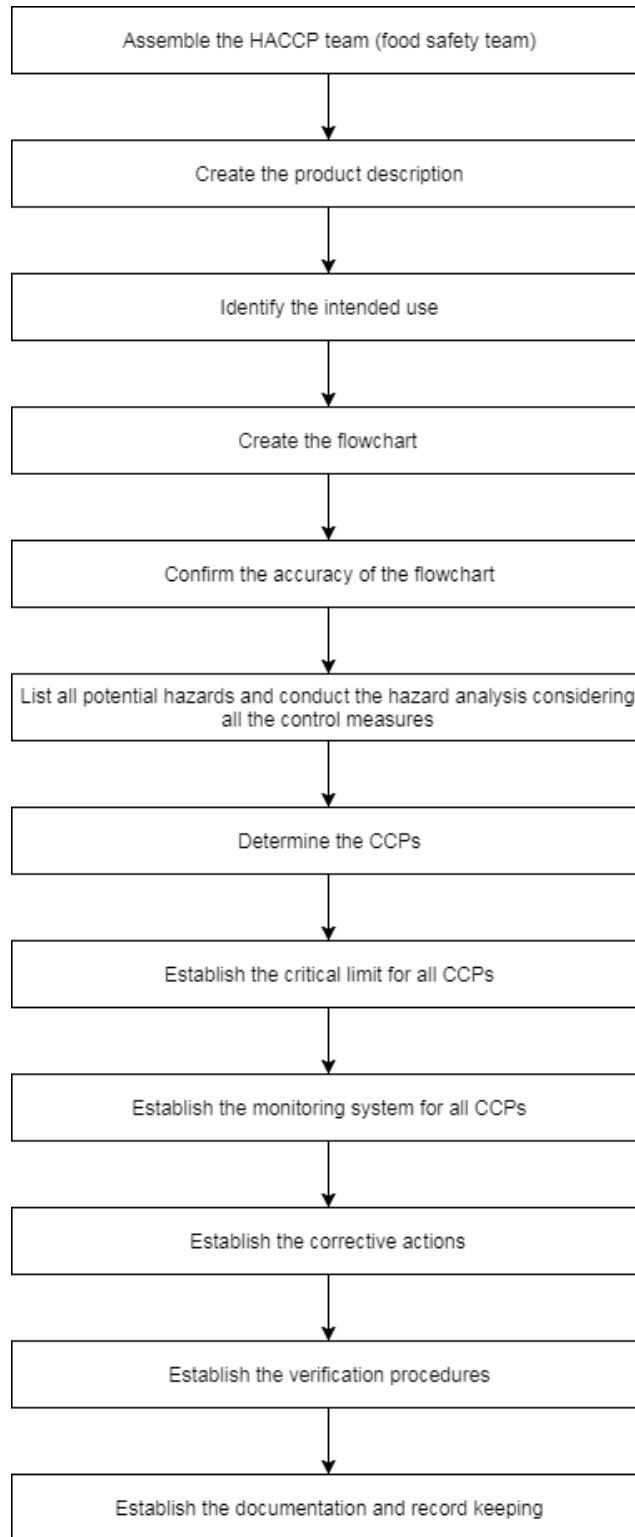 Assemble the HACCP team (food safety team)
Create the product description
Identify the intended use
Create the flowchart
Confirm the accuracy of the flowchart
List all potential hazards and conduct the hazard analysis considering
all the control measures
Determine the CCPs
Establish the critical limit for all CCPs
Establish the monitoring system for all CCPs
Establish the corrective actions
Establish the verification procedures
Establish the documentation and record keeping